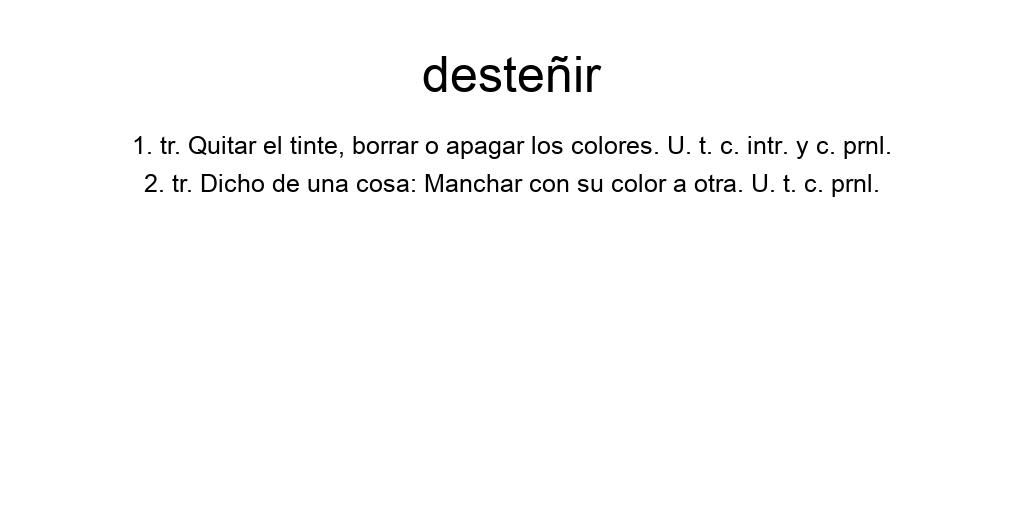 desteñir
1. tr. Quitar el tinte, borrar o apagar los colores. U. t. c. intr. y c. prnl.
2. tr. Dicho de una cosa: Manchar con su color a otra. U. t. c. prnl.